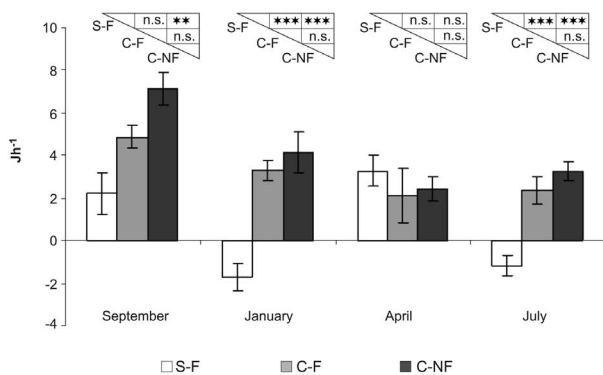 10
8
6
4
2
0
-2
-4
Jh-1
S-F n.s. ✶✶
C-F n.s.
C-NF
S-F ✶✶✶ ✶✶✶
C-F n.s.
C-NF
S-F n.s. n.s.
C-F n.s.
C-NF
S-F ✶✶✶ ✶✶✶
C-F n.s.
C-NF
September January April July
S-F C-F C-NF